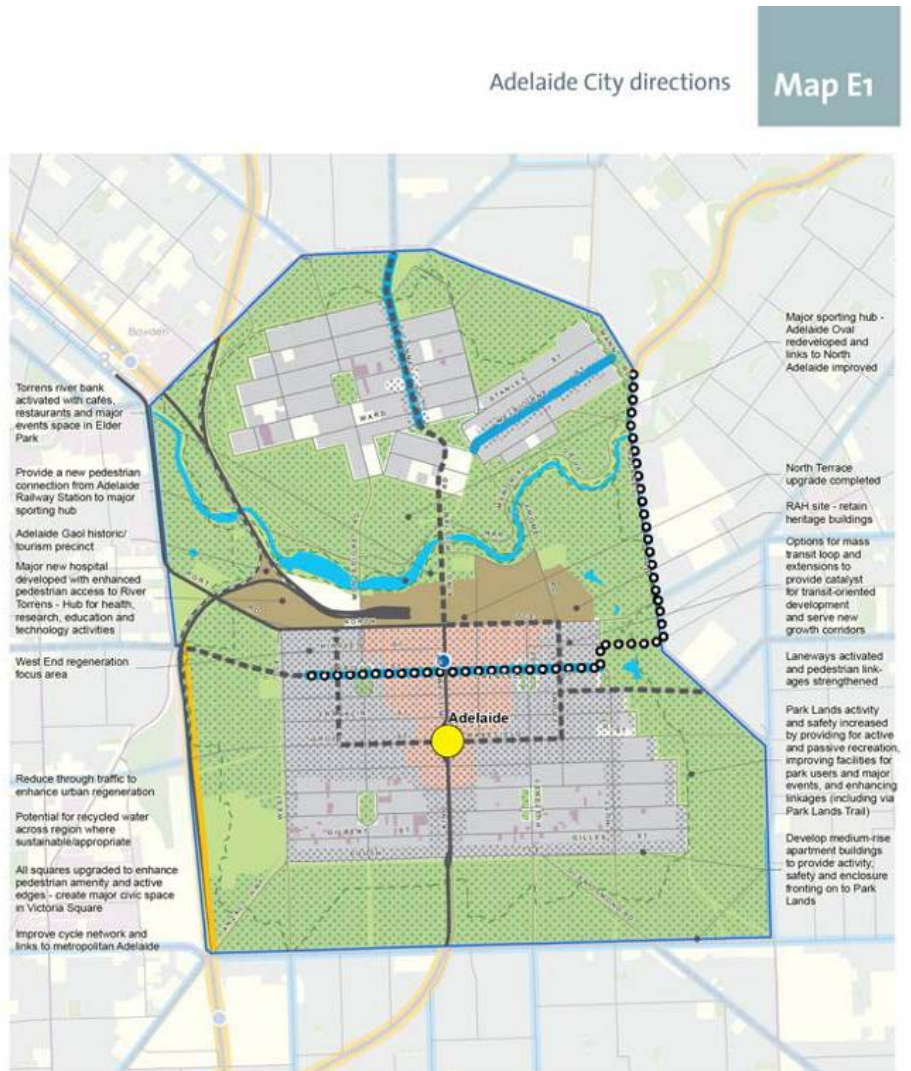 Adelaide City directions
Map E1
Bowden
Torrens river bank
activated with cafés,
restaurants and major
events space in Elder
Park
Provide a new pedestrian
connection from Adelaide
Railway Station to major
sporting hub
Adelaide Gaol historic/
tourism precinct
Major new hospital
developed with enhanced
pedestrian access to River
Torrens - Hub for health,
research, education and
technology activities
West End regeneration
focus area
Reduce through traffic to
enhance urban regeneration
Potential for recycled water
across region where
sustainable/appropriate
All squares upgraded to enhance
pedestrian amenity and active
edges - create major civic space
in Victoria Square
Improve cycle network and
links to metropolitan Adelaide
WARD
STANLEY ST
MELBOURNE ST
NORTH
Adelaide
WEST
GILBERT ST
GILLES ST
Major sporting hub -
Adelaide Oval
redeveloped and
links to North
Adelaide improved
North Terrace
upgrade completed
RAH site - retain
heritage buildings
Options for mass
transit loop and
extensions to
provide catalyst
for transit-oriented
development
and serve new
growth corridors
Laneways activated
and pedestrian link-
ages strengthened
Park Lands activity
and safety increased
by providing for active
and passive recreation,
improving facilities for
park users and major
events, and enhancing
linkages (including via
Park Lands Trail)
Develop medium-rise
apartment buildings
to provide activity,
safety and enclosure
fronting on to Park
Lands